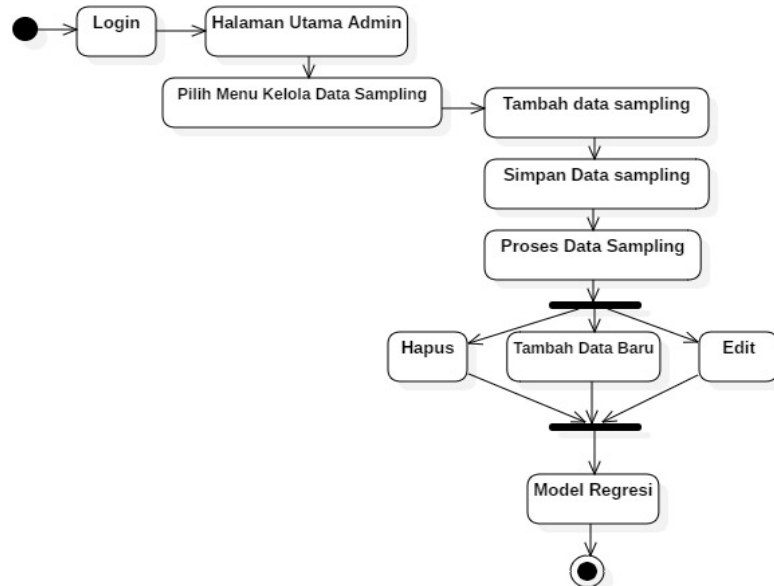 Login
Halaman Utama Admin
Pilih Menu Kelola Data Sampling
Tambah data sampling
Simpan Data sampling
Proses Data Sampling
Hapus
Tambah Data Baru
Edit
Model Regresi